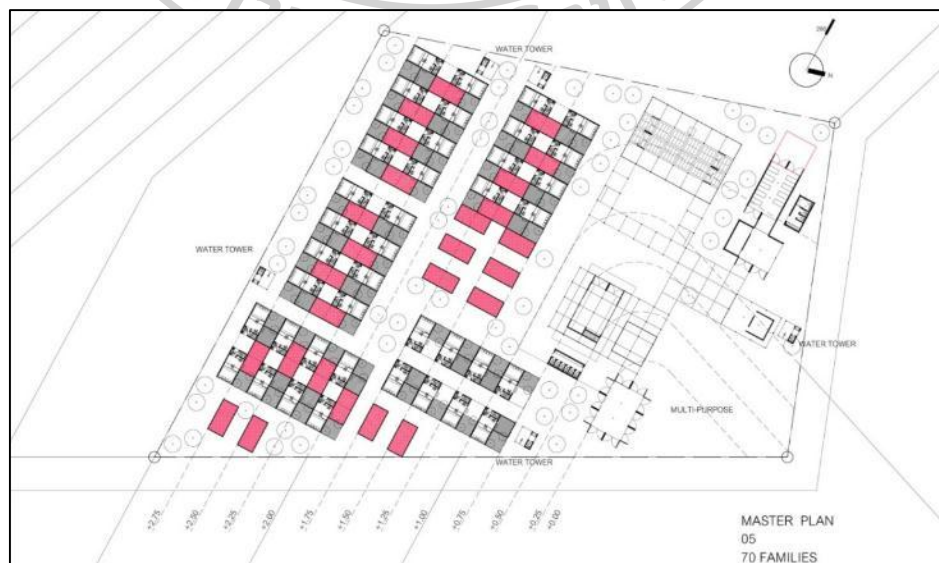 WATER TOWER
N
WATER TOWER
WATER TOWER
MULTI-PURPOSE
WATER TOWER
+2.75
+2.50
+2.25
+2.00
+1.75
+1.50
+1.25
+1.00
+0.75
+0.50
+0.25
+0.00
MASTER PLAN
05
70 FAMILIES